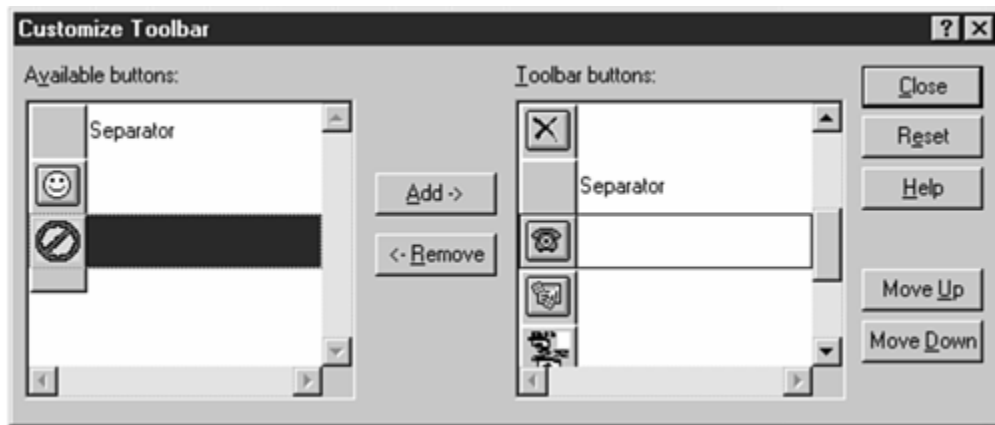 Customize Toolbar
Available buttons:
Separator
Add ->
<- Remove
Toolbar buttons:
Separator
Close
Reset
Help
Move Up
Move Down